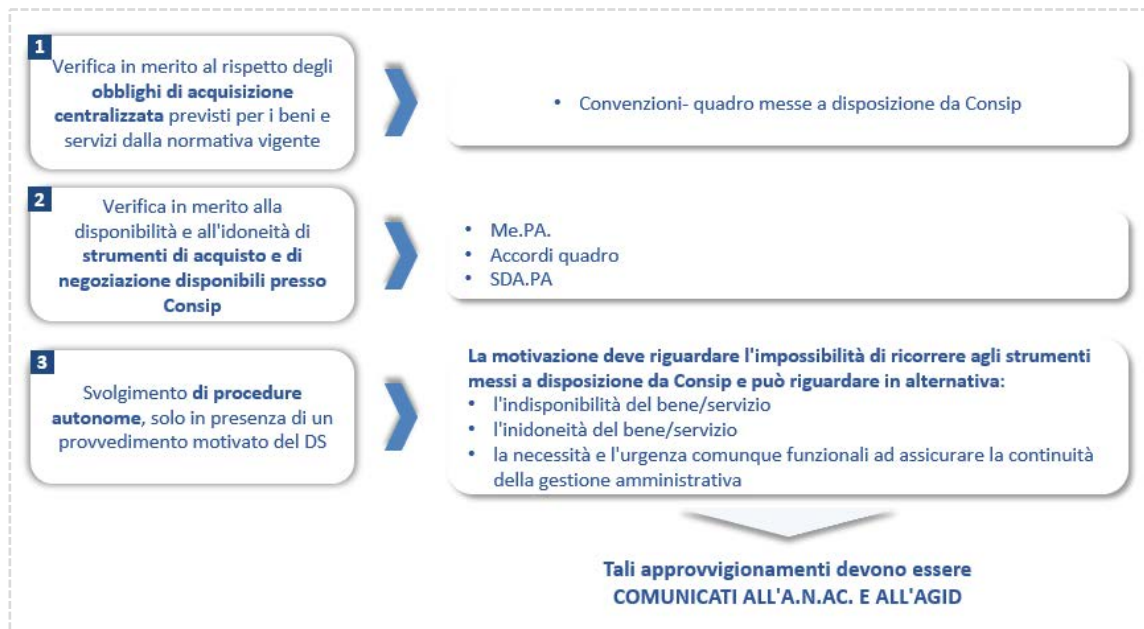 1
Verifica in merito al rispetto degli
obblighi di acquisizione
centralizzata previsti per i beni e
servizi dalla normativa vigente
• Convenzioni- quadro messe a disposizione da Consip
2
Verifica in merito alla
disponibilità e all'idoneità di
strumenti di acquisto e di
negoziazione disponibili presso
Consip
• Me.PA.
• Accordi quadro
• SDA.PA
3
Svolgimento di procedure
autonome, solo in presenza di un
provvedimento motivato del DS
La motivazione deve riguardare l'impossibilità di ricorrere agli strumenti
messi a disposizione da Consip e può riguardare in alternativa:
• l'indisponibilità del bene/servizio
• l'inidoneità del bene/servizio
• la necessità e l'urgenza comunque funzionali ad assicurare la continuità
della gestione amministrativa
Tali approvvigionamenti devono essere
COMUNICATI ALL'A.N.AC. E ALL'AGID